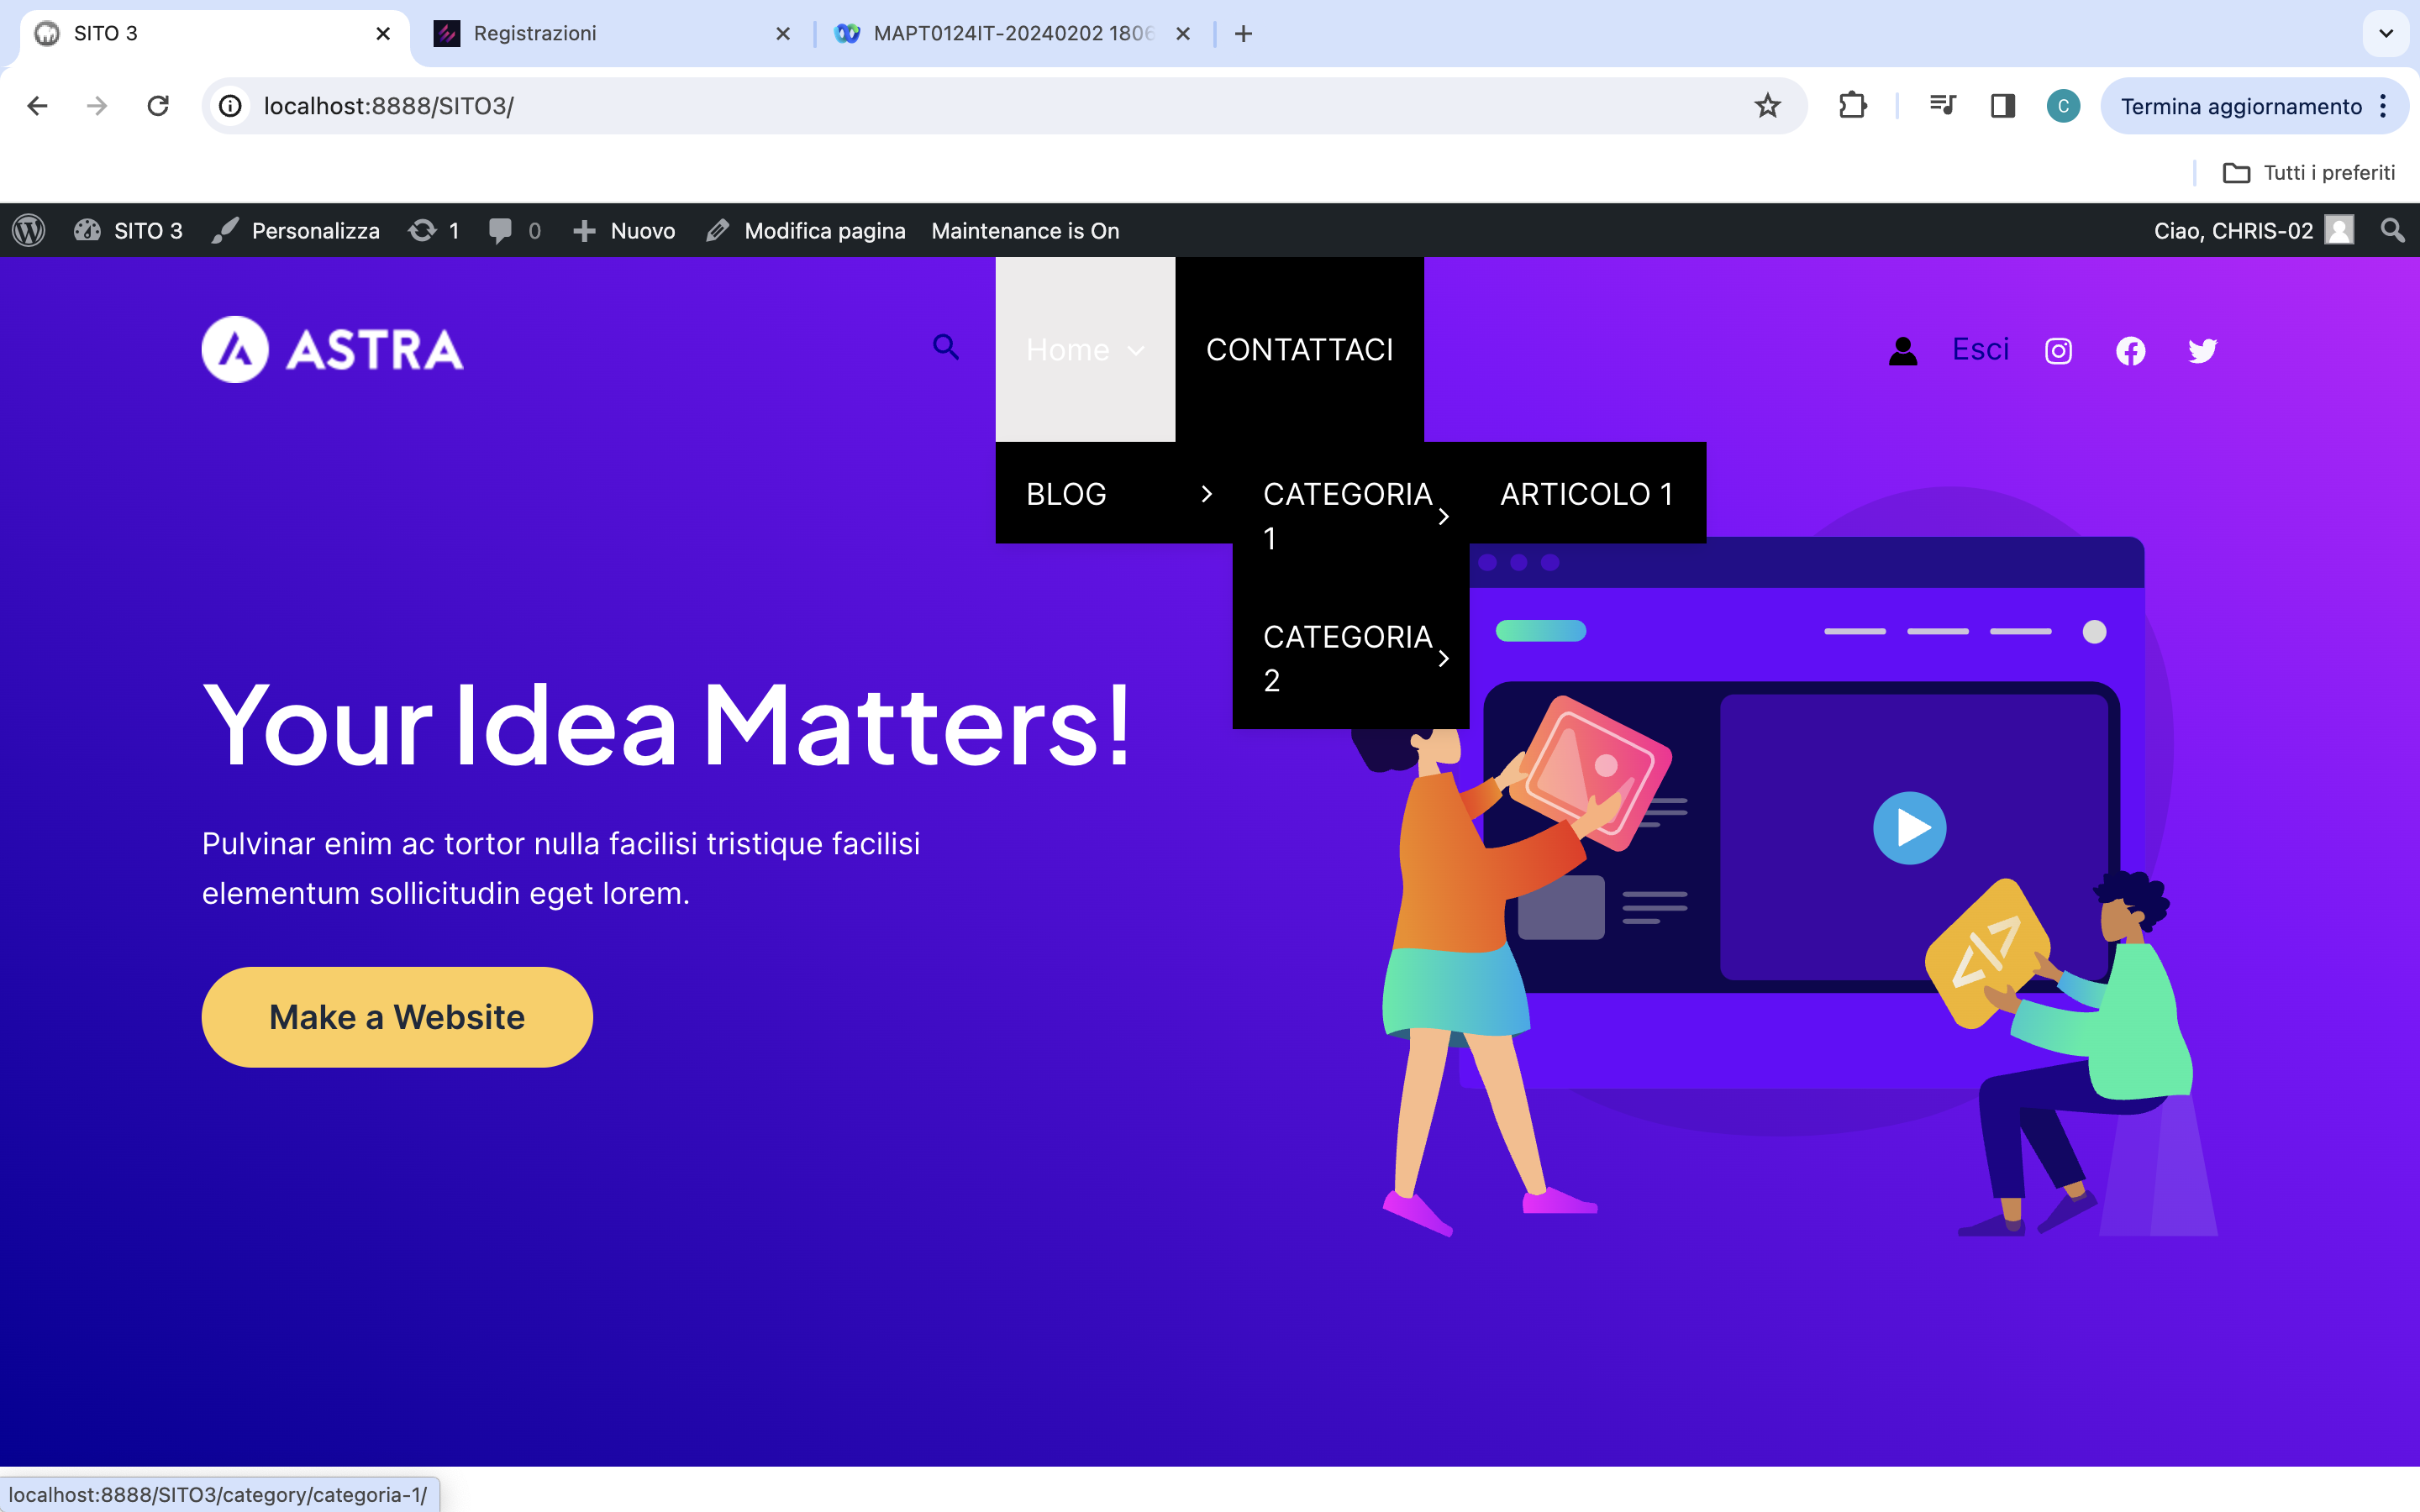 SITO 3
Registrazioni
MAPT0124IT-20240202 1806
localhost:8888/SITO3/
C
Termina aggiornamento
Tutti i preferiti
SITO 3
Personalizza
1
0
Nuovo
Modifica pagina
Maintenance is On
Ciao, CHRIS-02
ASTRA
Home
CONTATTACI
Esci
BLOG
CATEGORIA
1
ARTICOLO 1
CATEGORIA
2
Your Idea Matters!
Pulvinar enim ac tortor nulla facilisi tristique facilisi
elementum sollicitudin eget lorem.
Make a Website
</>
localhost:8888/SITO3/category/categoria-1/